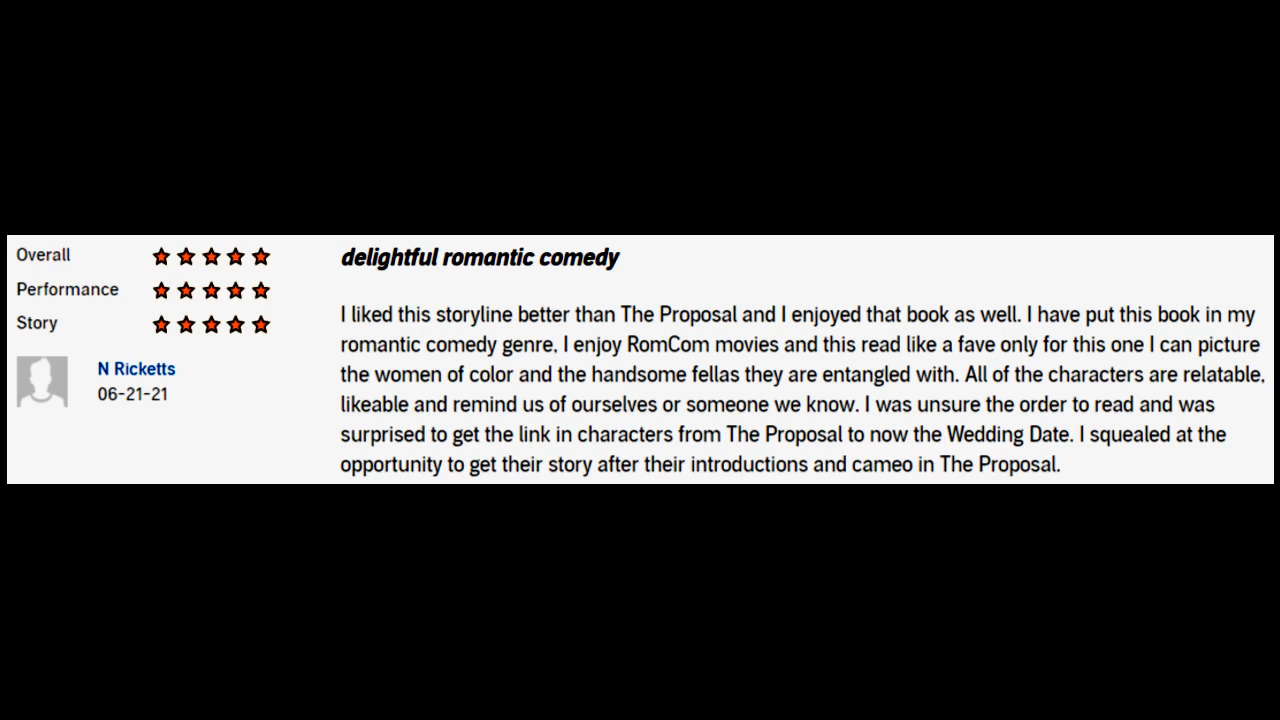 Overall
Performance
Story
N Ricketts
06-21-21
delightful romantic comedy
I liked this storyline better than The Proposal and I enjoyed that book as well. I have put this book in my
romantic comedy genre, I enjoy RomCom movies and this read like a fave only for this one I can picture
the women of color and the handsome fellas they are entangled with. All of the characters are relatable,
likeable and remind us of ourselves or someone we know. I was unsure the order to read and was
surprised to get the link in characters from The Proposal to now the Wedding Date. I squealed at the
opportunity to get their story after their introductions and cameo in The Proposal.